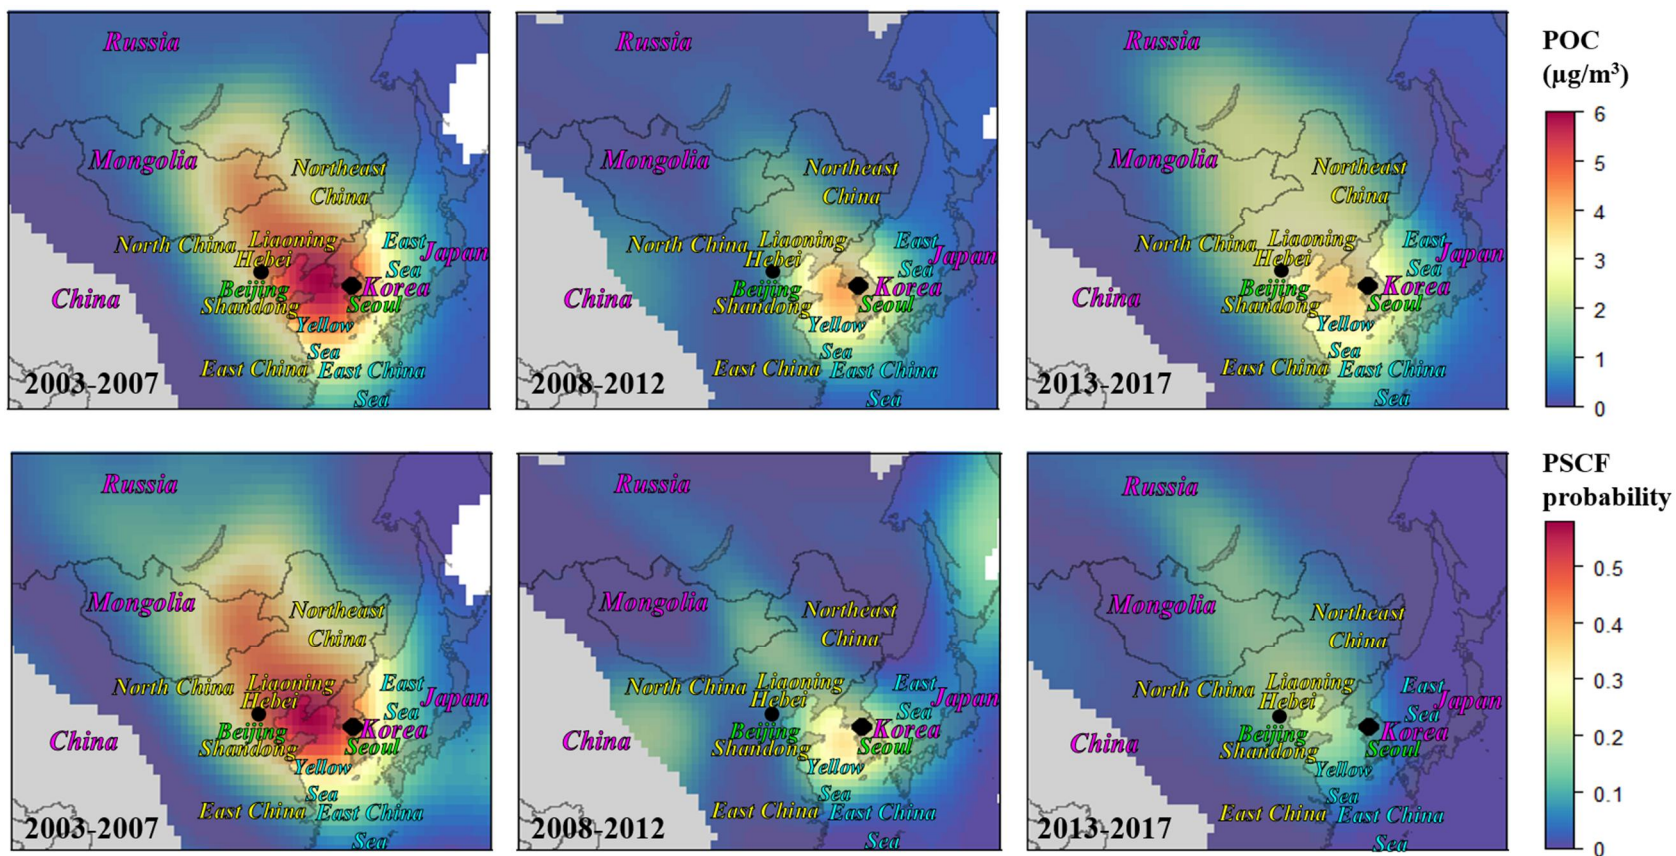 Russia
Mongolia
Northeast
China
North China
Liaoning
Hebei
East
Sea
Japan
Beijing
Korea
China
Shandong
Seoul
Yellow
Sea
East China
East China
2003-2007
Sea
Russia
Mongolia
Northeast
China
North China
Liaoning
Hebei
East
Sea
Japan
Beijing
Korea
China
Shandong
Seoul
Yellow
Sea
East China
East China
2008-2012
Sea
Russia
Mongolia
Northeast
China
North China
Liaoning
Hebei
East
Sea
Japan
Beijing
Korea
China
Shandong
Seoul
Yellow
Sea
East China
East China
2013-2017
Sea
POC
(µg/m³)
6
5
4
3
2
1
0
Russia
Mongolia
Northeast
China
North China
Liaoning
Hebei
East
Sea
Japan
Beijing
Korea
China
Shandong
Seoul
Yellow
Sea
East China
East China
2003-2007
Sea
Russia
Mongolia
Northeast
China
North China
Liaoning
Hebei
East
Sea
Japan
Beijing
Korea
China
Shandong
Seoul
Yellow
Sea
East China
East China
2008-2012
Sea
Russia
Mongolia
Northeast
China
North China
Liaoning
Hebei
East
Sea
Japan
Beijing
Korea
China
Shandong
Seoul
Yellow
Sea
East China
East China
2013-2017
Sea
PSCF
probability
0.5
0.4
0.3
0.2
0.1
0